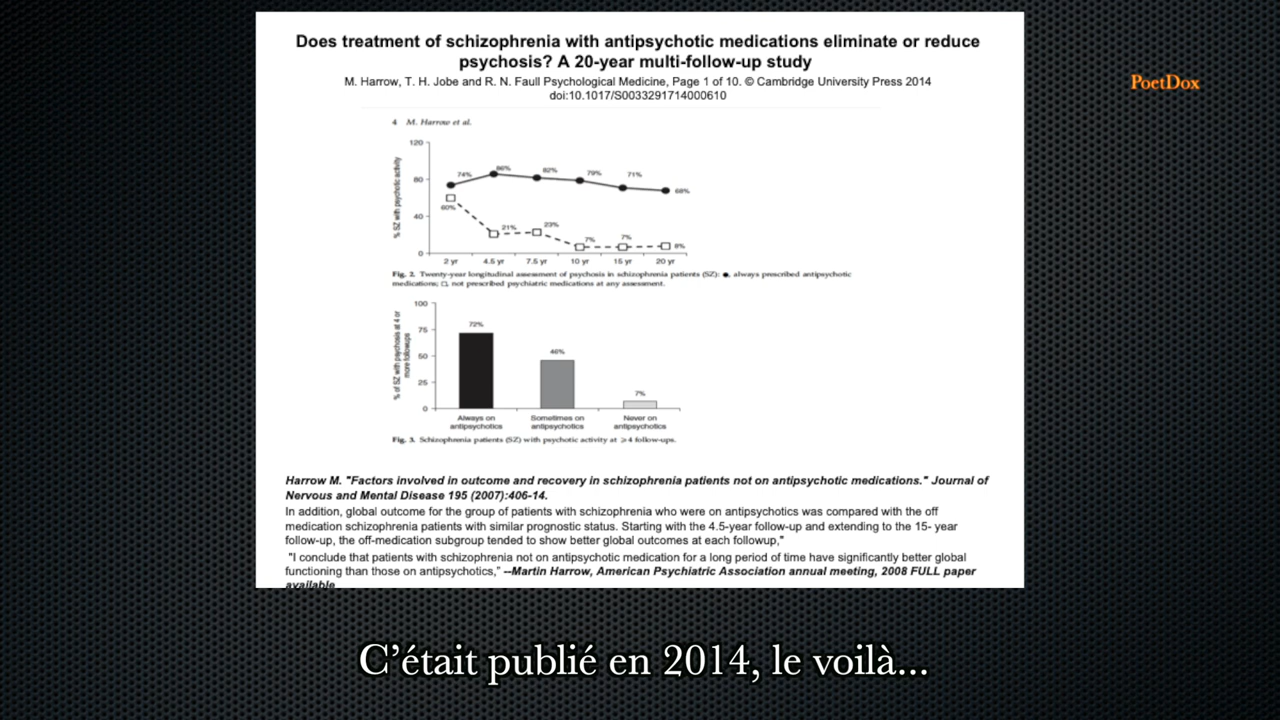 Does treatment of schizophrenia with antipsychotic medications eliminate or reduce
psychosis? A 20-year multi-follow-up study
M. Harrow, T. H. Jobe and R. N. Faull Psychological Medicine, Page 1 of 10. © Cambridge University Press 2014
doi:10.1017/S0033291714000610
PoetDox
4 M. Harrow et al.
% SZ with psychotic activity
120
80
40
0
74%
86%
82%
79%
71%
68%
60%
21%
23%
7%
7%
8%
2 yr
4.5 yr
7.5 yr
10 yr
15 yr
20 yr
Fig. 2. Twenty-year longitudinal assessment of psychosis in schizophrenia patients (SZ): ●, always prescribed antipsychotic
medications; □, not prescribed psychiatric medications at any assessment.
% of SZ with psychosis at 4 or
more followups
100
75
50
25
0
72%
46%
7%
Always on
antipsychotics
Sometimes on
antipsychotics
Never on
antipsychotics
Fig. 3. Schizophrenia patients (SZ) with psychotic activity at ⩾4 follow-ups.
Harrow M. "Factors involved in outcome and recovery in schizophrenia patients not on antipsychotic medications." Journal of
Nervous and Mental Disease 195 (2007):406-14.
In addition, global outcome for the group of patients with schizophrenia who were on antipsychotics was compared with the off
medication schizophrenia patients with similar prognostic status. Starting with the 4.5-year follow-up and extending to the 15- year
follow-up, the off-medication subgroup tended to show better global outcomes at each followup,"
"I conclude that patients with schizophrenia not on antipsychotic medication for a long period of time have significantly better global
functioning than those on antipsychotics," --Martin Harrow, American Psychiatric Association annual meeting, 2008 FULL paper
available
C'était publié en 2014, le voilà...